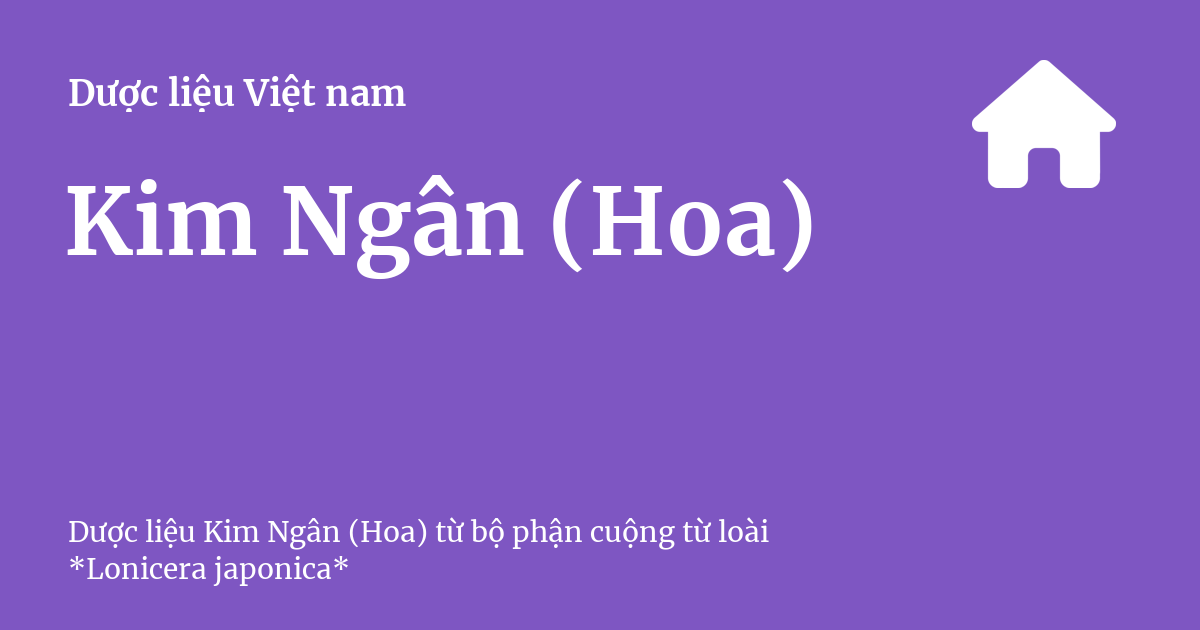 Dược liệu Việt nam
Kim Ngân (Hoa)
Dược liệu Kim Ngân (Hoa) từ bộ phận cuộng từ loài
*Lonicera japonica*